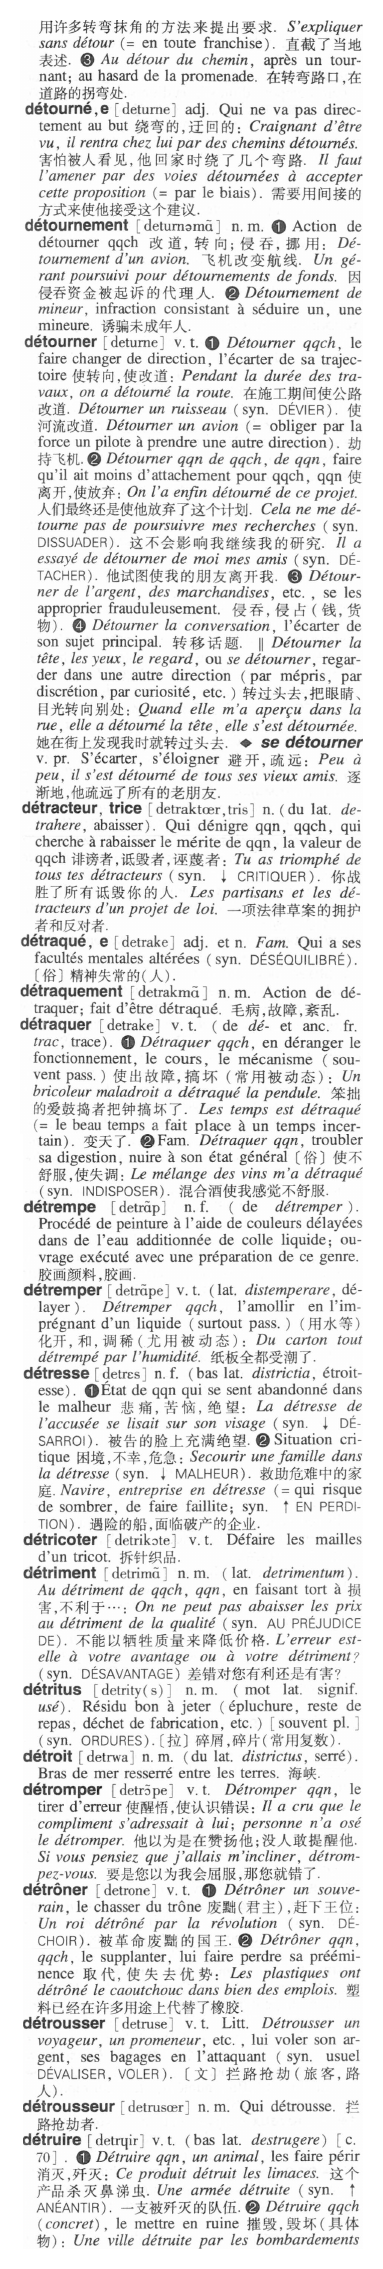 用许多转弯抹角的方法来提出要求. S'expliquer
sans détour (= en toute franchise). 直截了当地
表述. ❸ Au détour du chemin, après un tour-
nant; au hasard de la promenade. 在转弯路口,在
道路的拐弯处.
détourné,e [deturne] adj. Qui ne va pas direc-
tement au but 绕弯的,迂回的: Craignant d'être
vu, il rentra chez lui par des chemins détournés.
害怕被人看见,他回家时绕了几个弯路. Il faut
l'amener par des voies détournées à accepter
cette proposition (= par le biais). 需要用间接的
方式来使他接受这个建议.
détournement [deturnəmɑ̃] n. m. ❶ Action de
détourner qqch 改道,转向; 侵吞,挪用: Dé-
tournement d'un avion. 飞机改变航线. Un gé-
rant poursuivi pour détournements de fonds. 因
侵吞资金被起诉的代理人. ❷ Détournement de
mineur, infraction consistant à séduire un, une
mineure. 诱骗未成年人.
détourner [deturne] v. t. ❶ Détourner qqch, le
faire changer de direction, l'écarter de sa trajec-
toire 使转向,使改道: Pendant la durée des tra-
vaux, on a détourné la route. 在施工期间使公路
改道. Détourner un ruisseau (syn. DÉVIER). 使
河流改道. Détourner un avion (= obliger par la
force un pilote à prendre une autre direction). 劫
持飞机. ❷ Détourner qqn de qqch, de qqn, faire
qu'il ait moins d'attachement pour qqch, qqn 使
离开,使放弃: On l'a enfin détourné de ce projet.
人们最终还是使他放弃了这个计划. Cela ne me dé-
tourne pas de poursuivre mes recherches (syn.
DISSUADER). 这不会影响我继续我的研究. Il a
essayé de détourner de moi mes amis (syn. DÉ-
TACHER). 他试图使我的朋友离开我. ❸ Détour-
ner de l'argent, des marchandises, etc., se les
approprier frauduleusement. 侵吞,侵占(钱,货
物). ❹ Détourner la conversation, l'écarter de
son sujet principal. 转移话题. ‖ Détourner la
tête, les yeux, le regard, ou se détourner, regar-
der dans une autre direction (par mépris, par
discrétion, par curiosité, etc.) 转过头去,把眼睛、
目光转向别处: Quand elle m'a aperçu dans la
rue, elle a détourné la tête, elle s'est détournée.
她在街上发现我时就转过头去. ◆ se détourner
v. pr. S'écarter, s'éloigner 避开,疏远: Peu à
peu, il s'est détourné de tous ses vieux amis. 逐
渐地,他疏远了所有的老朋友.
détracteur, trice [detraktœr,tris] n. (du lat. de-
trahere, abaisser). Qui dénigre qqn, qqch, qui
cherche à rabaisser le mérite de qqn, la valeur de
qqch 诽谤者,诋毁者,诬蔑者: Tu as triomphé de
tous tes détracteurs (syn. ↓ CRITIQUER). 你战
胜了所有诋毁你的人. Les partisans et les dé-
tracteurs d'un projet de loi. 一项法律草案的拥护
者和反对者.
détraqué, e [detrake] adj. et n. Fam. Qui a ses
facultés mentales altérées (syn. DÉSÉQUILIBRÉ).
〔俗〕精神失常的(人).
détraquement [detrakmɑ̃] n. m. Action de dé-
traquer; fait d'être détraqué. 毛病,故障,紊乱.
détraquer [detrake] v. t. (de dé- et anc. fr.
trac, trace). ❶ Détraquer qqch, en déranger le
fonctionnement, le cours, le mécanisme (sou-
vent pass.) 使出故障,搞坏 (常用被动态): Un
bricoleur maladroit a détraqué la pendule. 笨拙
的爱鼓捣者把钟搞坏了. Les temps est détraqué
(= le beau temps a fait place à un temps incer-
tain). 变天了. ❷ Fam. Détraquer qqn, troubler
sa digestion, nuire à son état général〔俗〕使不
舒服,使失调: Le mélange des vins m'a détraqué
(syn. INDISPOSER). 混合酒使我感觉不舒服.
détrempe [detrɑ̃p] n. f. (de détremper).
Procédé de peinture à l'aide de couleurs délayées
dans de l'eau additionnée de colle liquide; ou-
vrage exécuté avec une préparation de ce genre.
胶画颜料,胶画.
détremper [detrɑ̃pe] v. t. (lat. distemperare, dé-
layer). Détremper qqch, l'amollir en l'im-
prégnant d'un liquide (surtout pass.) (用水等)
化开,和,调稀(尤用被动态): Du carton tout
détrempé par l'humidité. 纸板全都受潮了.
détresse [detrɛs] n. f. (bas lat. districtia, étroit-
esse). ❶ État de qqn qui se sent abandonné dans
le malheur 悲痛,苦恼,绝望: La détresse de
l'accusée se lisait sur son visage (syn. ↓ DÉ-
SARROI). 被告的脸上充满绝望. ❷ Situation cri-
tique 困境,不幸,危急: Secourir une famille dans
la détresse (syn. ↓ MALHEUR). 救助危难中的家
庭. Navire, entreprise en détresse (= qui risque
de sombrer, de faire faillite; syn. ↑ EN PERDI-
TION). 遇险的船,面临破产的企业.
détricoter [detrikɔte] v. t. Défaire les mailles
d'un tricot. 拆针织品.
détriment [detrimɑ̃] n. m. (lat. detrimentum).
Au détriment de qqch, qqn, en faisant tort à 损
害,不利于…: On ne peut pas abaisser les prix
au détriment de la qualité (syn. AU PRÉJUDICE
DE). 不能以牺牲质量来降低价格. L'erreur est-
elle à votre avantage ou à votre détriment?
(syn. DÉSAVANTAGE) 差错对您有利还是有害?
détritus [detrity(s)] n. m. (mot lat. signif.
usé). Résidu bon à jeter (épluchure, reste de
repas, déchet de fabrication, etc.) [souvent pl.]
(syn. ORDURES).〔拉〕碎屑,碎片(常用复数).
détroit [detrwa] n. m. (du lat. districtus, serré).
Bras de mer resserré entre les terres. 海峡.
détromper [detrɔ̃pe] v. t. Détromper qqn, le
tirer d'erreur 使醒悟,使认识错误: Il a cru que le
compliment s'adressait à lui; personne n'a osé
le détromper. 他以为是在赞扬他;没人敢提醒他.
Si vous pensiez que j'allais m'incliner, détrom-
pez-vous. 要是您以为我会屈服,那您就错了.
détrôner [detrone] v. t. ❶ Détrôner un souve-
rain, le chasser du trône 废黜(君主),赶下王位:
Un roi détrôné par la révolution (syn. DÉ-
CHOIR). 被革命废黜的国王. ❷ Détrôner qqn,
qqch, le supplanter, lui faire perdre sa préémi-
nence 取代,使失去优势: Les plastiques ont
détrôné le caoutchouc dans bien des emplois. 塑
料已经在许多用途上代替了橡胶.
détrousser [detruse] v. t. Litt. Détrousser un
voyageur, un promeneur, etc., lui voler son ar-
gent, ses bagages en l'attaquant (syn. usuel
DÉVALISER, VOLER).〔文〕拦路抢劫(旅客,路
人).
détrousseur [detrusœr] n. m. Qui détrousse. 拦
路抢劫者.
détruire [detrɥir] v. t. (bas lat. destrugere) [c.
70]. ❶ Détruire qqn, un animal, les faire périr
消灭,歼灭: Ce produit détruit les limaces. 这个
产品杀灭鼻涕虫. Une armée détruite (syn. ↑
ANÉANTIR). 一支被歼灭的队伍. ❷ Détruire qqch
(concret), le mettre en ruine 摧毁,毁坏(具体
物): Une ville détruite par les bombardements